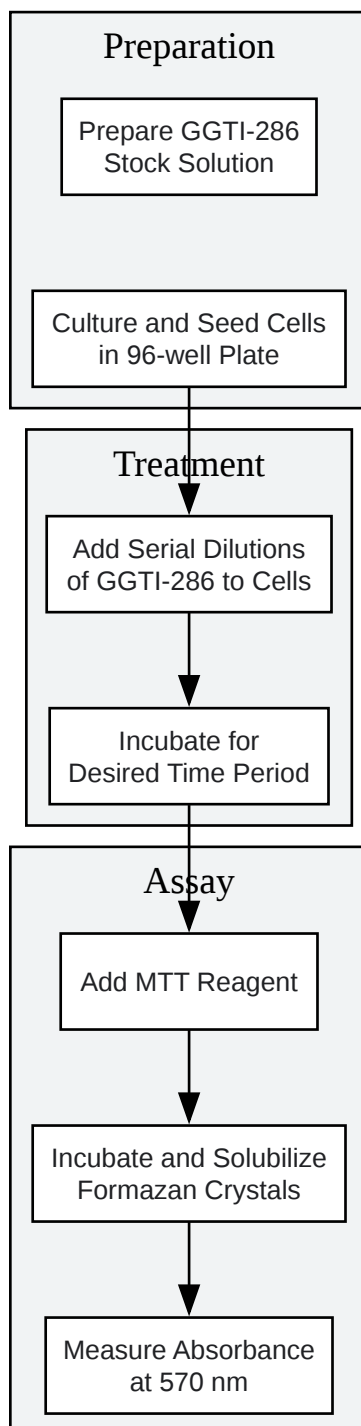 Preparation
Prepare GGTI-286
Stock Solution
Culture and Seed Cells
in 96-well Plate
Treatment
Add Serial Dilutions
of GGTI-286 to Cells
Incubate for
Desired Time Period
Assay
Add MTT Reagent
Incubate and Solubilize
Formazan Crystals
Measure Absorbance
at 570 nm